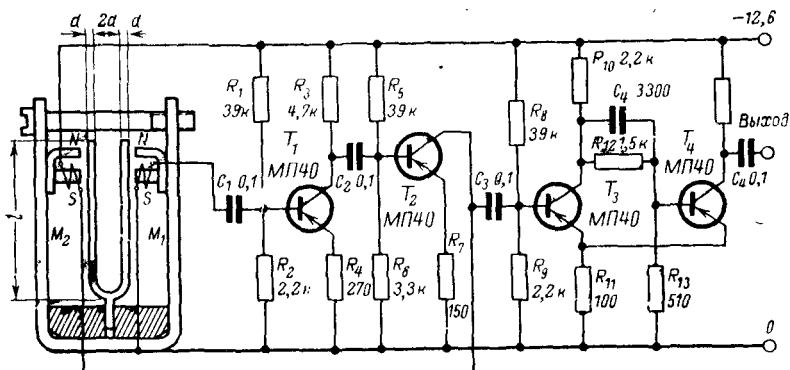 d 2d d
-12,6
R1
39к
R3
4,7к
R5
39к
R8
39к
R10 2,2к
C4 3300
R12 1,5к
T1
МП40
T2
МП40
T3
МП40
T4
МП40
Выход
C4 0,1
N N
S S
l
M2 M1
C1 0,1
C2 0,1
C3 0,1
R2
2,2к
R4
270
R6
3,3к
R7
150
R9
2,2к
R11
100
R13
510
0